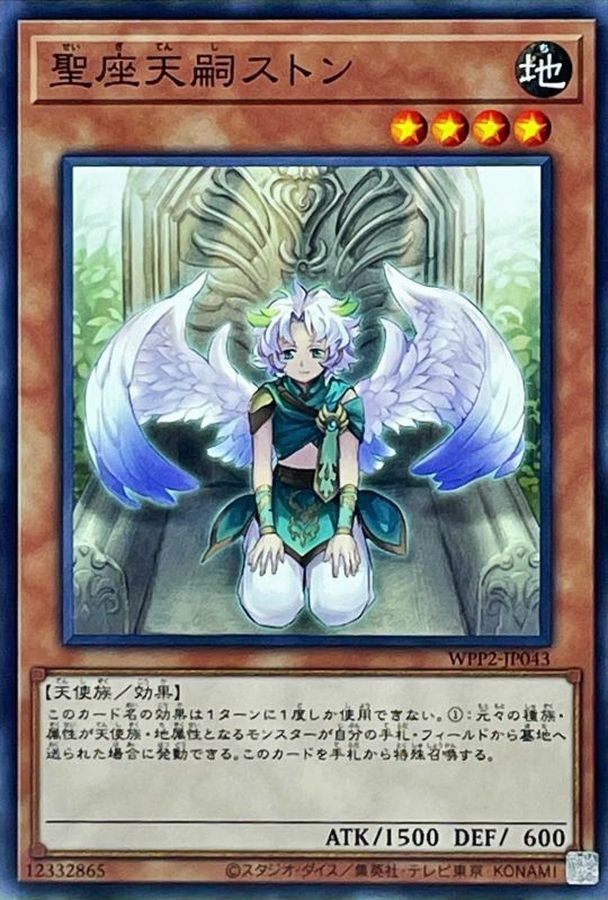 聖座天嗣ストン
地
WPP2-JP043
【天使族／効果】
このカード名の効果は１ターンに１度しか使用できない。①：元々の種族・
属性が天使族・地属性となるモンスターが自分の手札・フィールドから墓地へ
送られた場合に発動できる。このカードを手札から特殊召喚する。
ATK/1500 DEF/ 600
12332865
©スタジオ・ダイス／集英社・テレビ東京 KONAMI